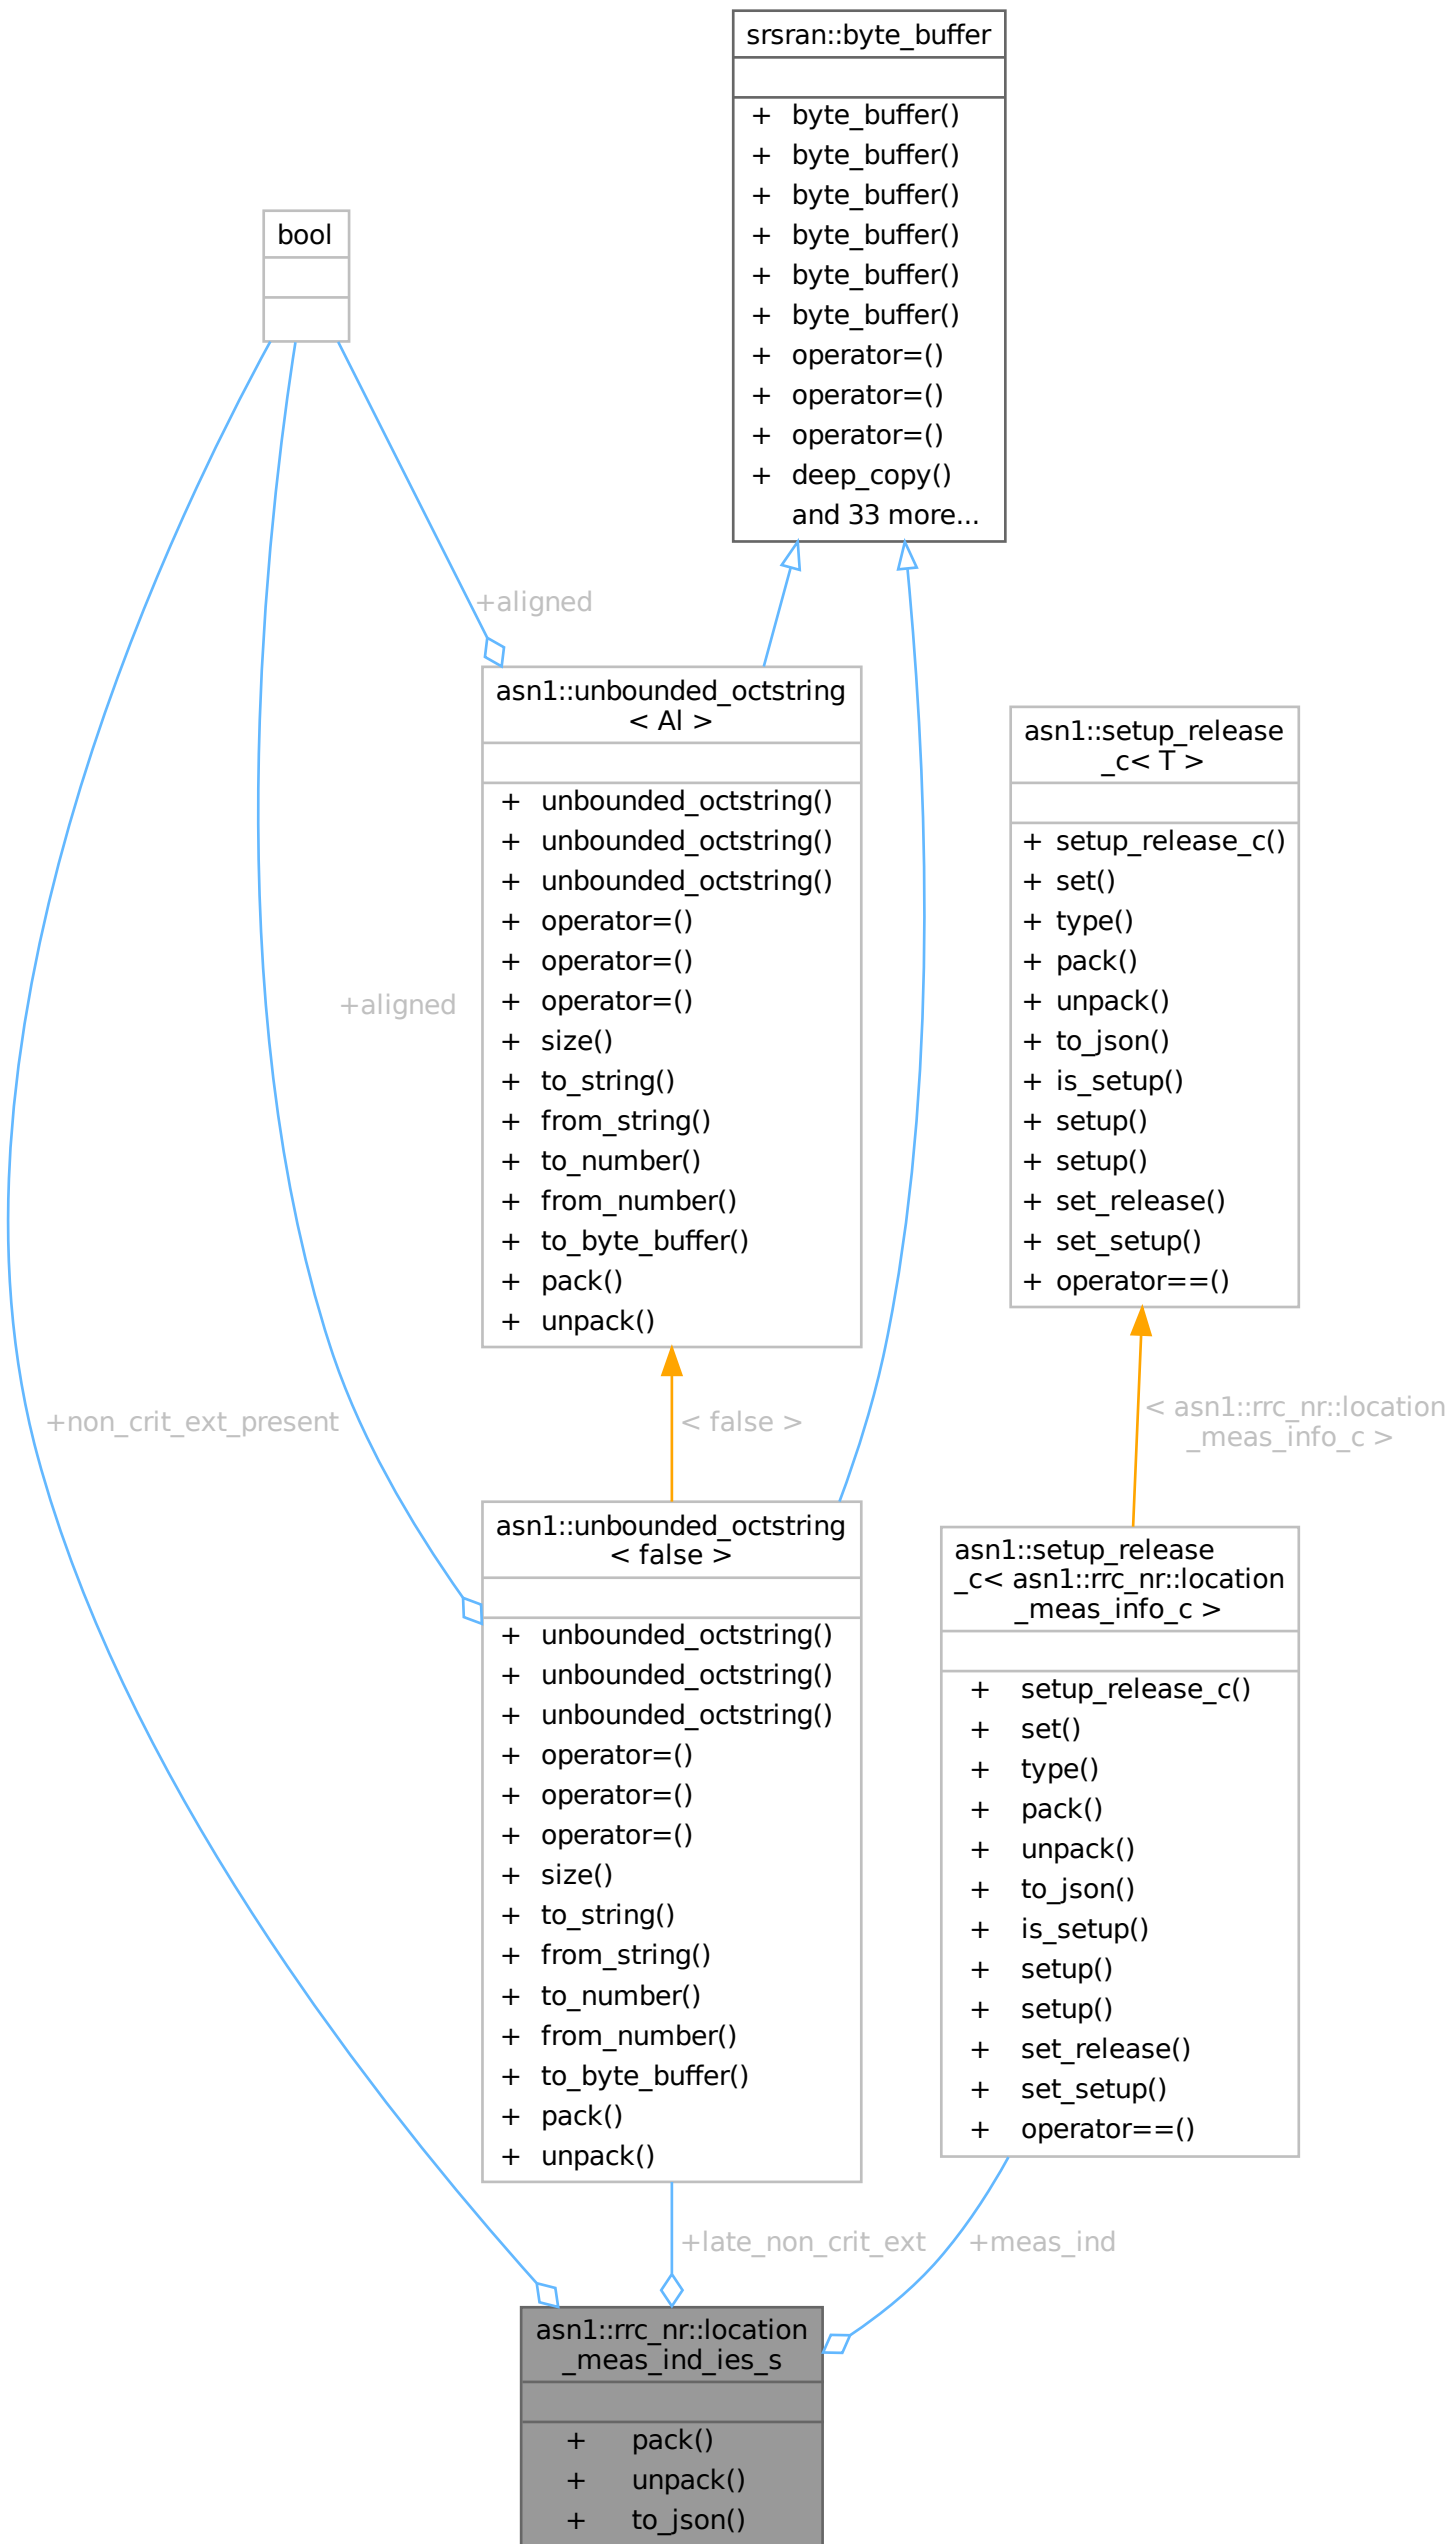 srsran::byte_buffer
+ byte_buffer()
+ byte_buffer()
+ byte_buffer()
+ byte_buffer()
+ byte_buffer()
+ byte_buffer()
+ operator=()
+ operator=()
+ operator=()
+ deep_copy()
and 33 more...
bool
+aligned
asn1::unbounded_octstring
< Al >
+ unbounded_octstring()
+ unbounded_octstring()
+ unbounded_octstring()
+ operator=()
+ operator=()
+ operator=()
+ size()
+ to_string()
+ from_string()
+ to_number()
+ from_number()
+ to_byte_buffer()
+ pack()
+ unpack()
asn1::setup_release
_c< T >
+ setup_release_c()
+ set()
+ type()
+ pack()
+ unpack()
+ to_json()
+ is_setup()
+ setup()
+ setup()
+ set_release()
+ set_setup()
+ operator==()
+aligned
+non_crit_ext_present
< false >
< asn1::rrc_nr::location
_meas_info_c >
asn1::unbounded_octstring
< false >
+ unbounded_octstring()
+ unbounded_octstring()
+ unbounded_octstring()
+ operator=()
+ operator=()
+ operator=()
+ size()
+ to_string()
+ from_string()
+ to_number()
+ from_number()
+ to_byte_buffer()
+ pack()
+ unpack()
asn1::setup_release
_c< asn1::rrc_nr::location
_meas_info_c >
+ setup_release_c()
+ set()
+ type()
+ pack()
+ unpack()
+ to_json()
+ is_setup()
+ setup()
+ setup()
+ set_release()
+ set_setup()
+ operator==()
+late_non_crit_ext
+meas_ind
asn1::rrc_nr::location
_meas_ind_ies_s
+ pack()
+ unpack()
+ to_json()